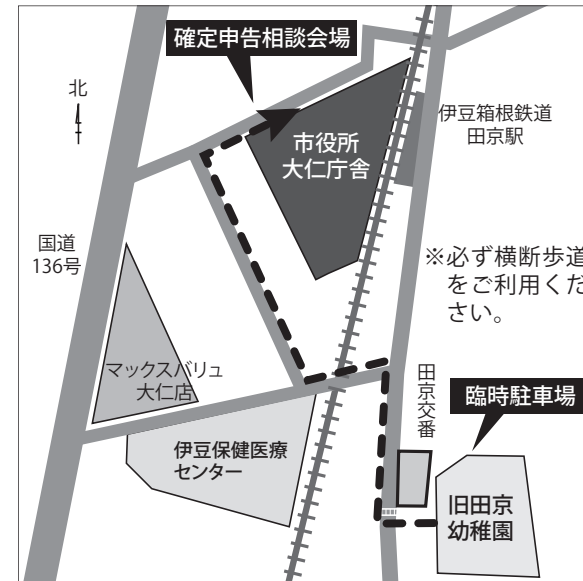 確定申告相談会場
北
市役所
大仁庁舎
伊豆箱根鉄道
田京駅
国道
136号
※必ず横断歩道
をご利用くだ
さい。
マックスバリュ
大仁店
田京交番
臨時駐車場
伊豆保健医療
センター
旧田京
幼稚園